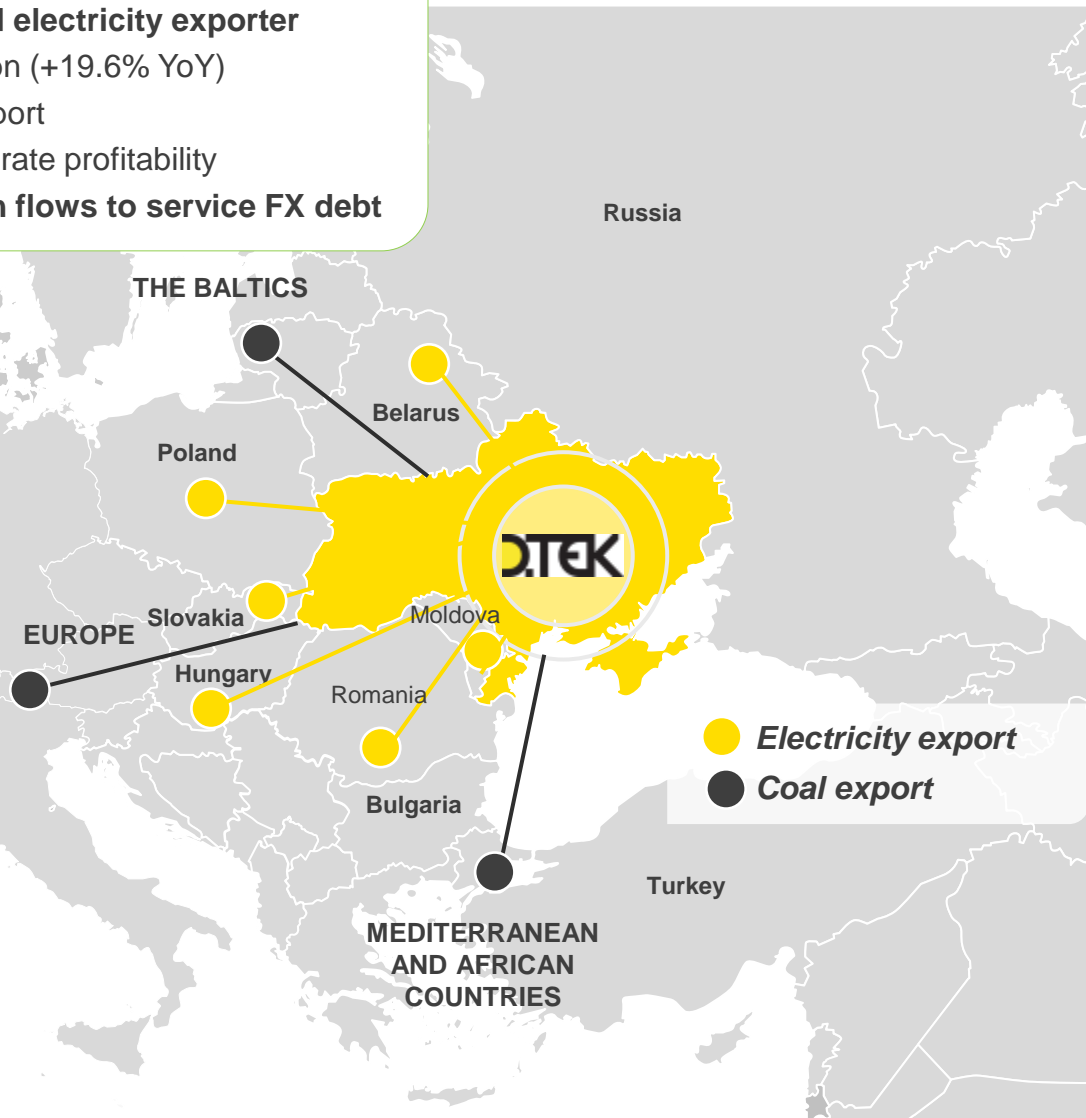 l electricity exporter
on (+19.6% YoY)
port
rate profitability
n flows to service FX debt
Russia
THE BALTICS
Belarus
Poland
D.TEK
Slovakia
Moldova
EUROPE
Hungary
Romania
Electricity export
Coal export
Bulgaria
Turkey
MEDITERRANEAN
AND AFRICAN
COUNTRIES